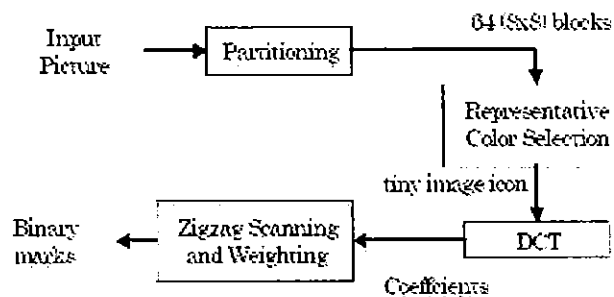 Input
Picture
Partitioning
64 (8x8) blocks
Representative
Color Selection
tiny image icon
DCT
Coefficients
Zigzag Scanning
and Weighting
Binary
marks